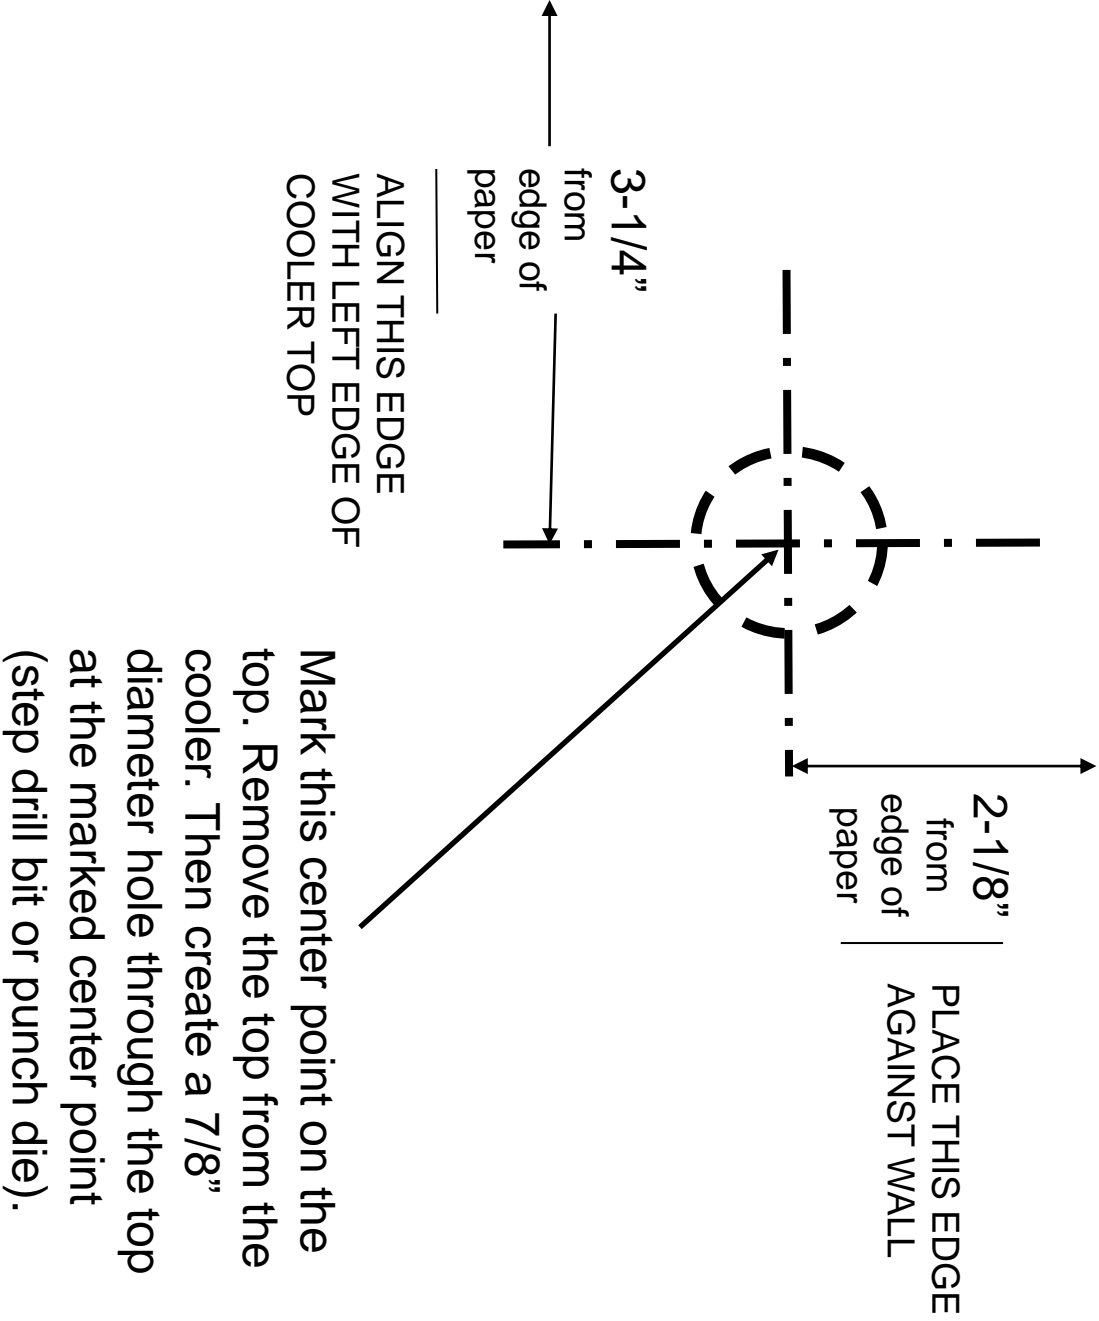 2-1/8”
from
edge of
paper
PLACE THIS EDGE
AGAINST WALL
3-1/4”
from
edge of
paper
ALIGN THIS EDGE
WITH LEFT EDGE OF
COOLER TOP
Mark this center point on the
top. Remove the top from the
cooler. Then create a 7/8”
diameter hole through the top
at the marked center point
(step drill bit or punch die).